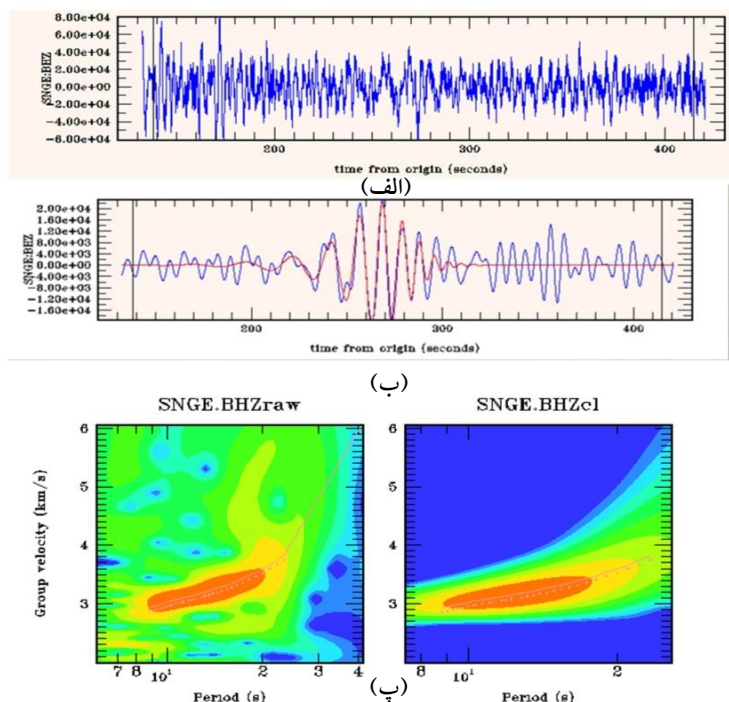 8.00e+04
6.00e+04
4.00e+04
2.00e+04
0.00e+00
-2.00e+04
-4.00e+04
-6.00e+04
SNGE:BHZ
200 300 400
time from origin (seconds)
(الف)
2.00e+04
1.60e+04
1.20e+04
8.00e+03
4.00e+03
0.00e+00
-4.00e+03
-8.00e+03
-1.20e+04
-1.60e+04
SNGE:BHZ
200 300 400
time from origin (seconds)
(ب)
SNGE.BHZraw SNGE.BHZcl
6 6
5 5
4 4
3 3
Group velocity (km/s)
7 8 10¹ 2 3 4 8 10¹ 2
Period (s) (پ) Period (s)